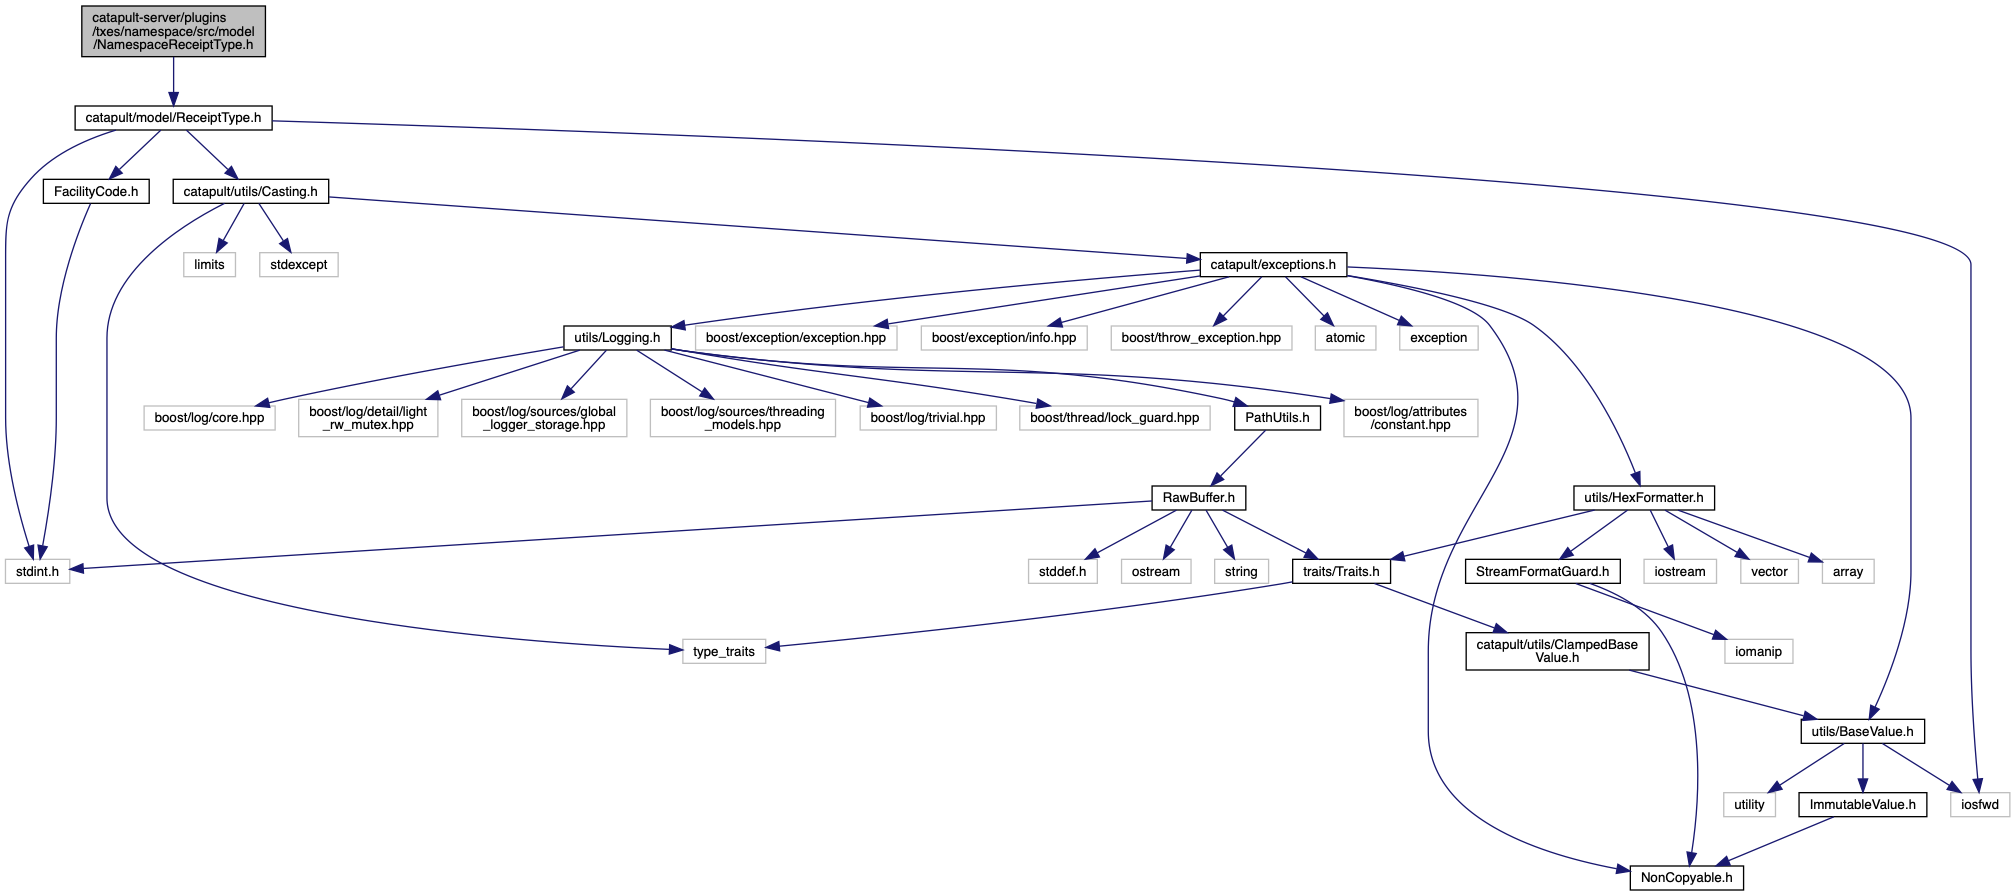 catapult-server/plugins
/txes/namespace/src/model
/NamespaceReceiptType.h
catapult/model/ReceiptType.h
FacilityCode.h
catapult/utils/Casting.h
limits
stdexcept
catapult/exceptions.h
utils/Logging.h
boost/exception/exception.hpp
boost/exception/info.hpp
boost/throw_exception.hpp
atomic
exception
boost/log/core.hpp
boost/log/detail/light
_rw_mutex.hpp
boost/log/sources/global
_logger_storage.hpp
boost/log/sources/threading
_models.hpp
boost/log/trivial.hpp
boost/thread/lock_guard.hpp
PathUtils.h
boost/log/attributes
/constant.hpp
RawBuffer.h
utils/HexFormatter.h
stdint.h
stddef.h
ostream
string
traits/Traits.h
StreamFormatGuard.h
iostream
vector
array
type_traits
catapult/utils/ClampedBase
Value.h
iomanip
utils/BaseValue.h
utility
ImmutableValue.h
iosfwd
NonCopyable.h